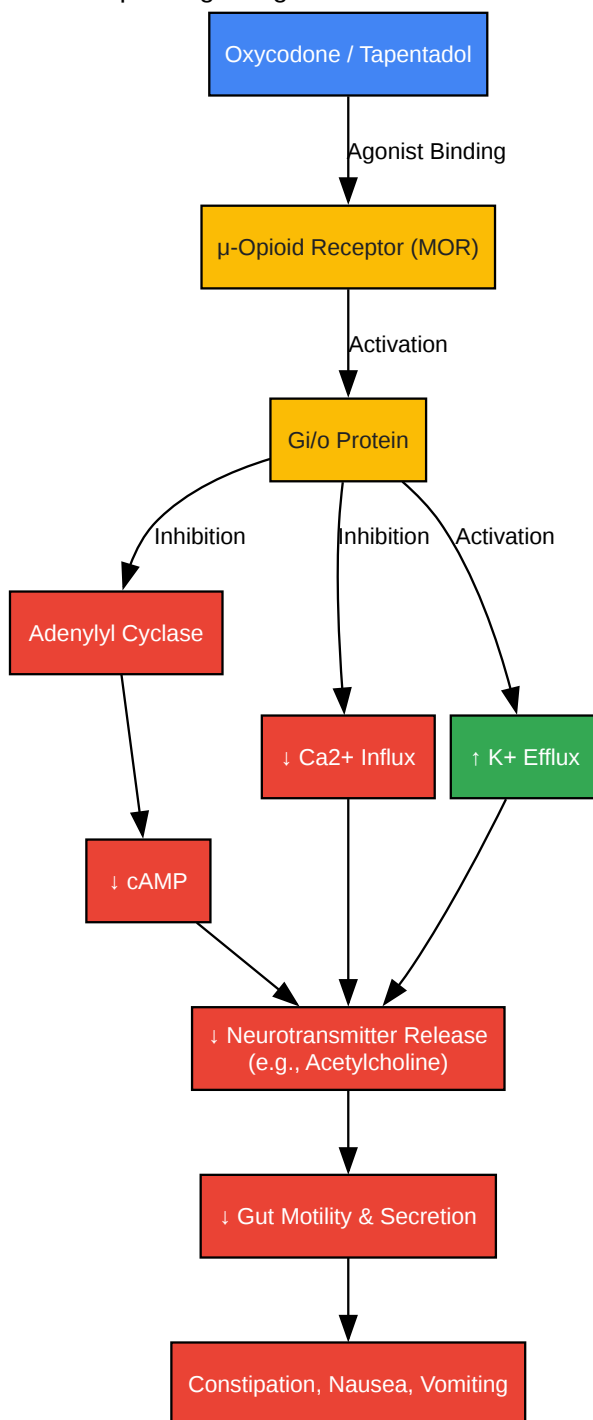 Oxycodone / Tapentadol
Agonist Binding
μ-Opioid Receptor (MOR)
Activation
Gi/o Protein
Inhibition
Inhibition
Activation
Adenylyl Cyclase
↓ Ca2+ Influx
↑ K+ Efflux
↓ cAMP
↓ Neurotransmitter Release
(e.g., Acetylcholine)
↓ Gut Motility & Secretion
Constipation, Nausea, Vomiting